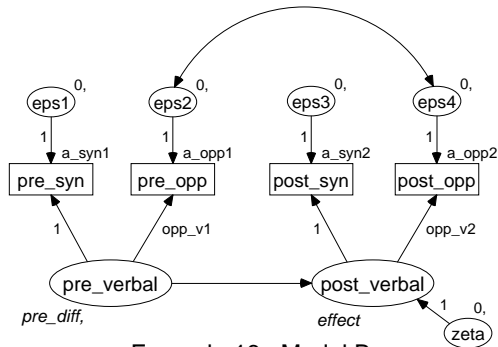 0, 0, 0, 0,
eps1 eps2 eps3 eps4
1 1 1 1
a_syn1 a_opp1 a_syn2 a_opp2
pre_syn pre_opp post_syn post_opp
1 opp_v1 1 opp_v2
pre_verbal post_verbal
pre_diff, effect 1 0,
zeta